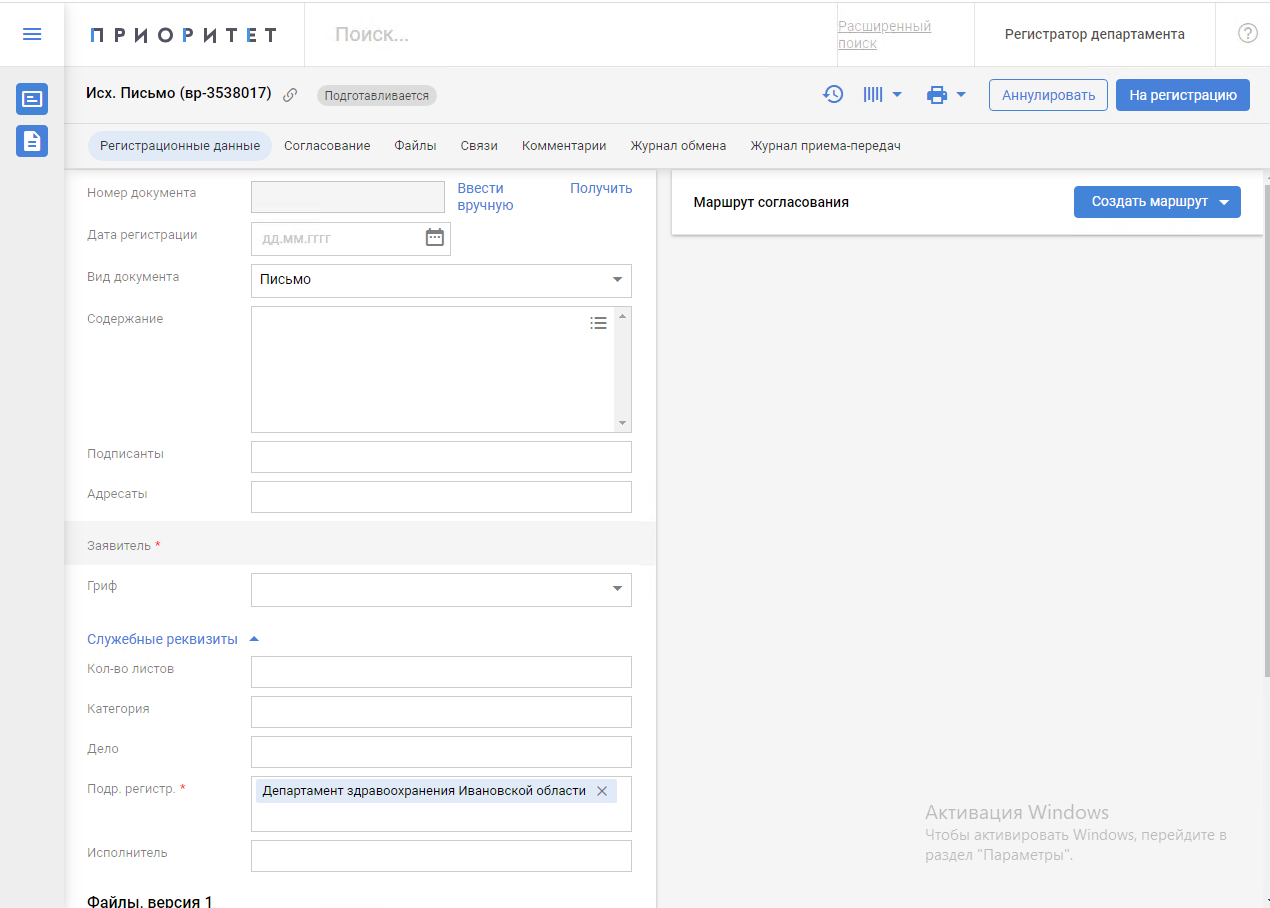 ПРИОРИТЕТ
Поиск...
Расширенный
поиск
Регистратор департамента
?
Исх. Письмо (вр-3538017)
Подготавливается
Аннулировать
На регистрацию
Регистрационные данные
Согласование
Файлы
Связи
Комментарии
Журнал обмена
Журнал приема-передач
Номер документа
Ввести
вручную
Получить
Дата регистрации
ДД.ММ.ГГГГ
Вид документа
Письмо
Содержание
Подписанты
Адресаты
Заявитель *
Гриф
Служебные реквизиты
Кол-во листов
Категория
Дело
Подр. регистр. *
Департамент здравоохранения Ивановской области
Исполнитель
Файлы, версия 1
Маршрут согласования
Создать маршрут
Активация Windows
Чтобы активировать Windows, перейдите в
раздел "Параметры".